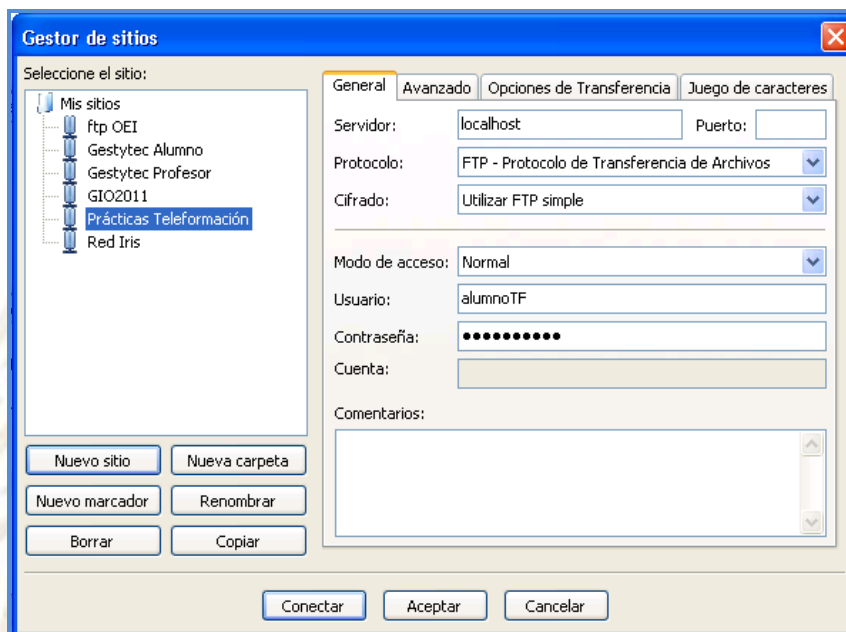 Gestor de sitios
Seleccione el sitio:
Mis sitios
ftp OEI
Gestytec Alumno
Gestytec Profesor
GIO2011
Prácticas Teleformación
Red Iris
Nuevo sitio Nueva carpeta
Nuevo marcador Renombrar
Borrar Copiar
General Avanzado Opciones de Transferencia Juego de caracteres
Servidor: localhost Puerto:
Protocolo: FTP - Protocolo de Transferencia de Archivos
Cifrado: Utilizar FTP simple
Modo de acceso: Normal
Usuario: alumnoTF
Contraseña: ●●●●●●●●●●
Cuenta:
Comentarios:
Conectar Aceptar Cancelar